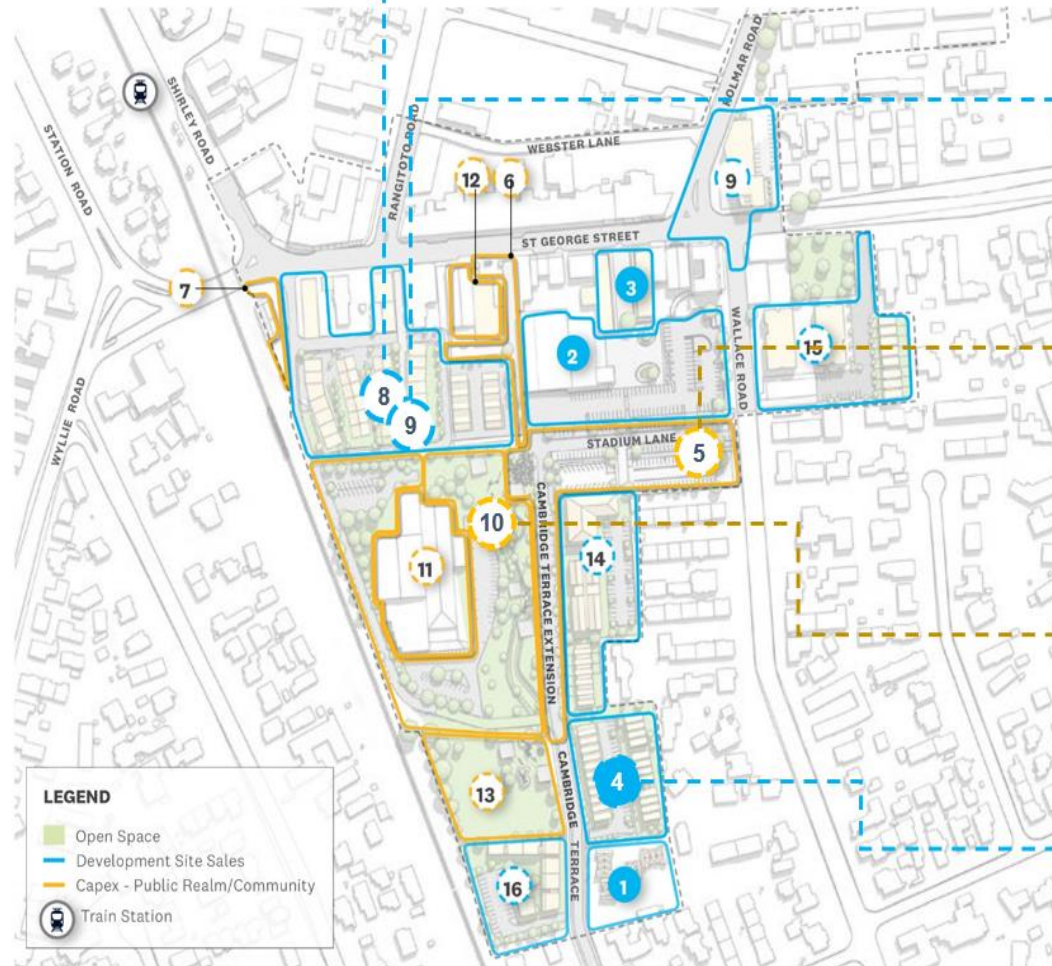 SHIRLEY ROAD
STATION ROAD
RANGITOTO ROAD
KOLMAR ROAD
WEBSTER LANE
12
6
9
ST GEORGE STREET
7
3
2
WALLACE ROAD
15
8
9
WYLLIE ROAD
STADIUM LANE
5
10
CAMBRIDGE TERRACE EXTENSION
11
14
13
CAMBRIDGE TERRACE
4
16
1
LEGEND
Open Space
Development Site Sales
Capex - Public Realm/Community
Train Station